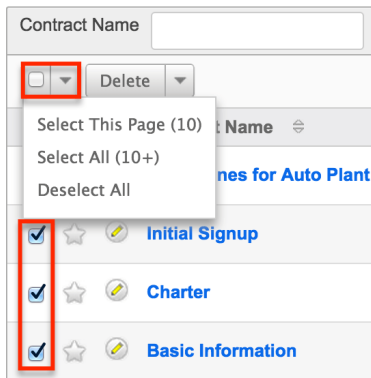 Contract Name
Delete
Select This Page (10)
t Name
Select All (10+)
nes for Auto Plant
Deselect All
Initial Signup
Charter
Basic Information